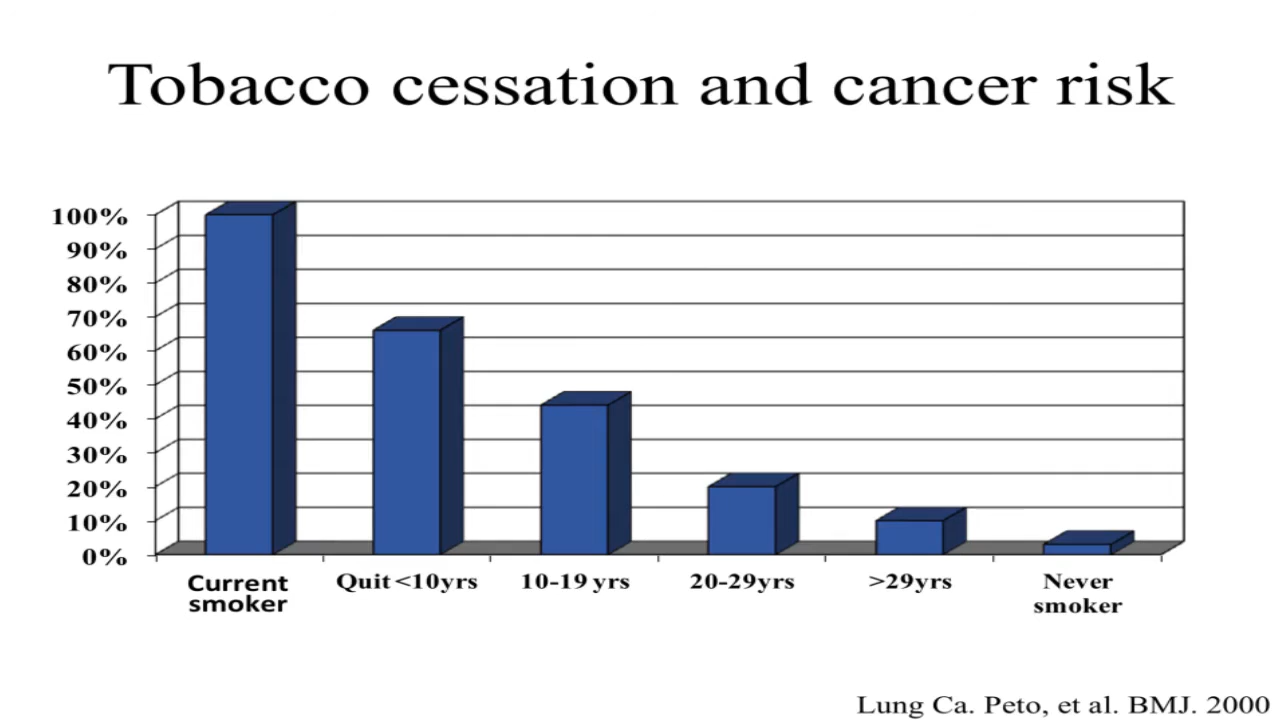 Tobacco cessation and cancer risk
100%
90%
80%
70%
60%
50%
40%
30%
20%
10%
0%
Current
smoker
Quit <10yrs
10-19 yrs
20-29yrs
>29yrs
Never
smoker
Lung Ca. Peto, et al. BMJ. 2000